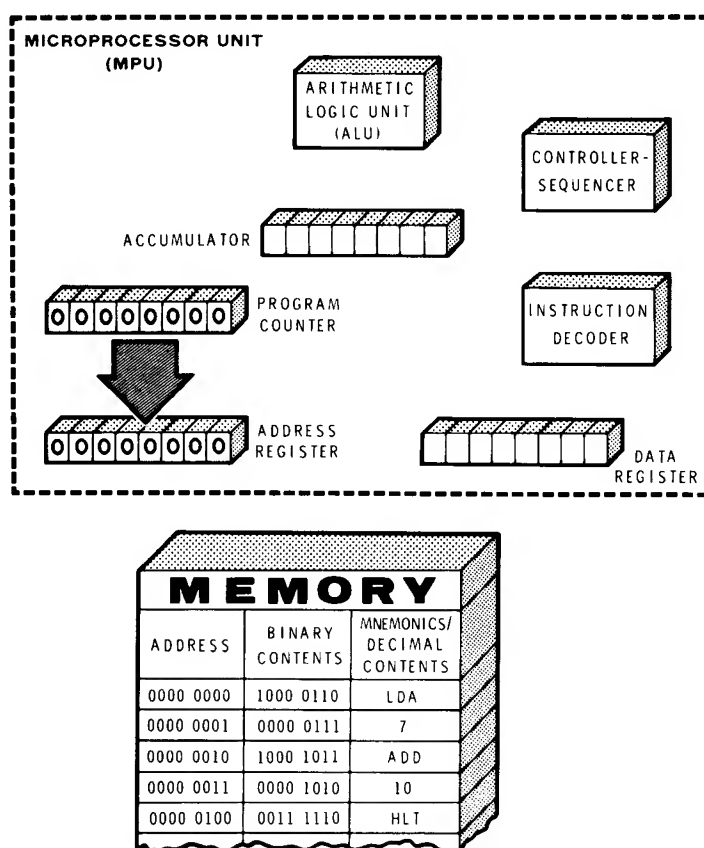 MICROPROCESSOR UNIT
(MPU)
ARITHMETIC
LOGIC UNIT
(ALU)
CONTROLLER-
SEQUENCER
ACCUMULATOR
0 0 0 0 0 0 0 0
PROGRAM
COUNTER
INSTRUCTION
DECODER
0 0 0 0 0 0 0 0
ADDRESS
REGISTER
DATA
REGISTER
MEMORY
ADDRESS
BINARY
CONTENTS
MNEMONICS/
DECIMAL
CONTENTS
0000 0000 1000 0110 LDA
0000 0001 0000 0111 7
0000 0010 1000 1011 ADD
0000 0011 0000 1010 10
0000 0100 0011 1110 HLT